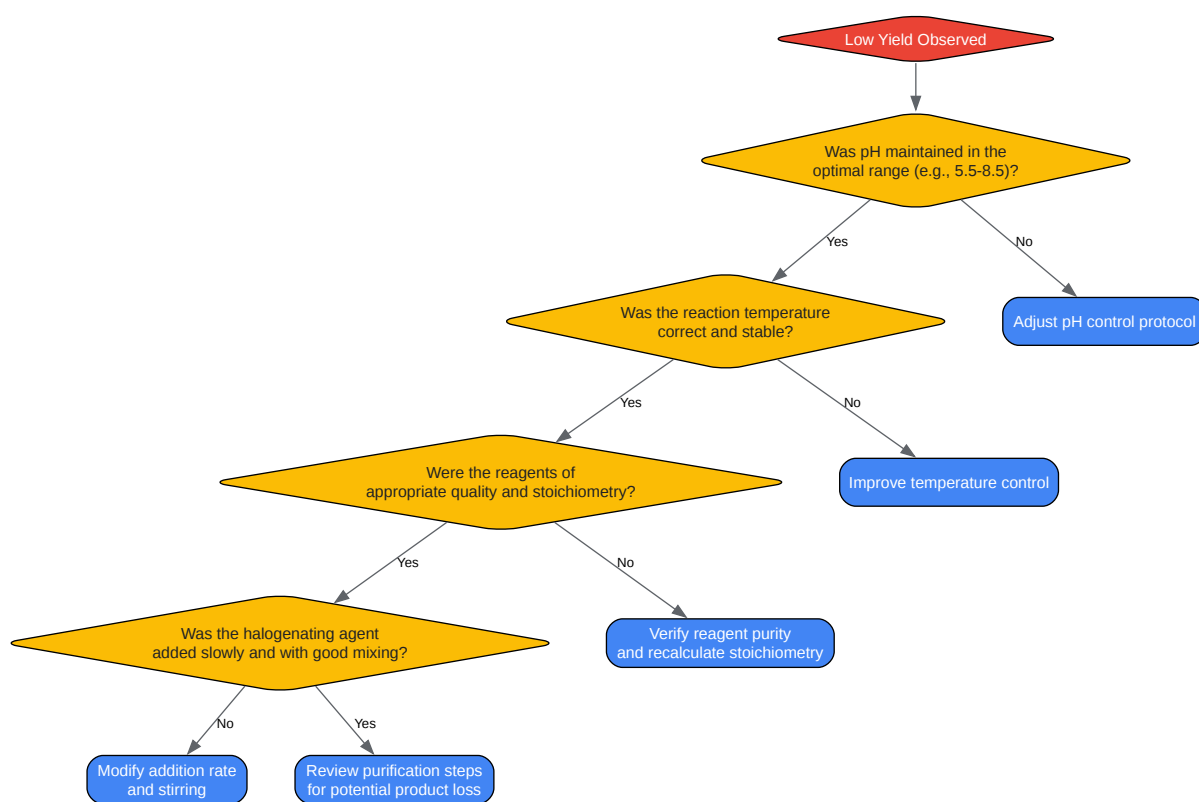 Low Yield Observed
Was pH maintained in the
optimal range (e.g., 5.5-8.5)?
Yes
No
Was the reaction temperature
correct and stable?
Adjust pH control protocol
Yes
No
Were the reagents of
appropriate quality and stoichiometry?
Improve temperature control
Yes
No
Was the halogenating agent
added slowly and with good mixing?
Verify reagent purity
and recalculate stoichiometry
No
Yes
Modify addition rate
and stirring
Review purification steps
for potential product loss